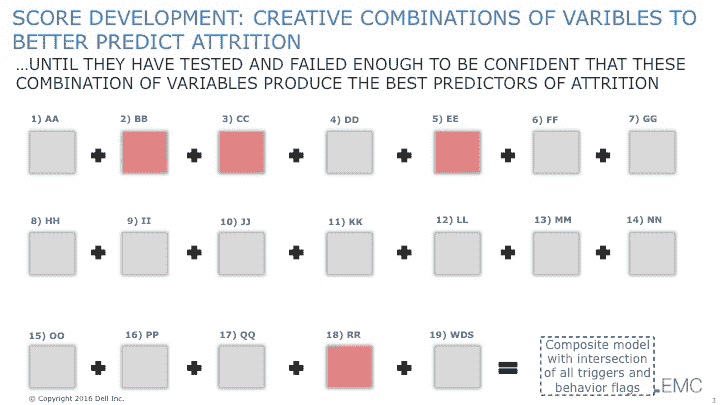 SCORE DEVELOPMENT: CREATIVE COMBINATIONS OF VARIBLES TO
BETTER PREDICT ATTRITION
...UNTIL THEY HAVE TESTED AND FAILED ENOUGH TO BE CONFIDENT THAT THESE
COMBINATION OF VARIABLES PRODUCE THE BEST PREDICTORS OF ATTRITION
1) AA 2) BB 3) CC 4) DD 5) EE 6) FF 7) GG
8) HH 9) II 10) JJ 11) KK 12) LL 13) MM 14) NN
15) OO 16) PP 17) QQ 18) RR 19) WDS
Composite model
with intersection
of all triggers and
behavior flags
EMC
© Copyright 2016 Dell Inc.
3